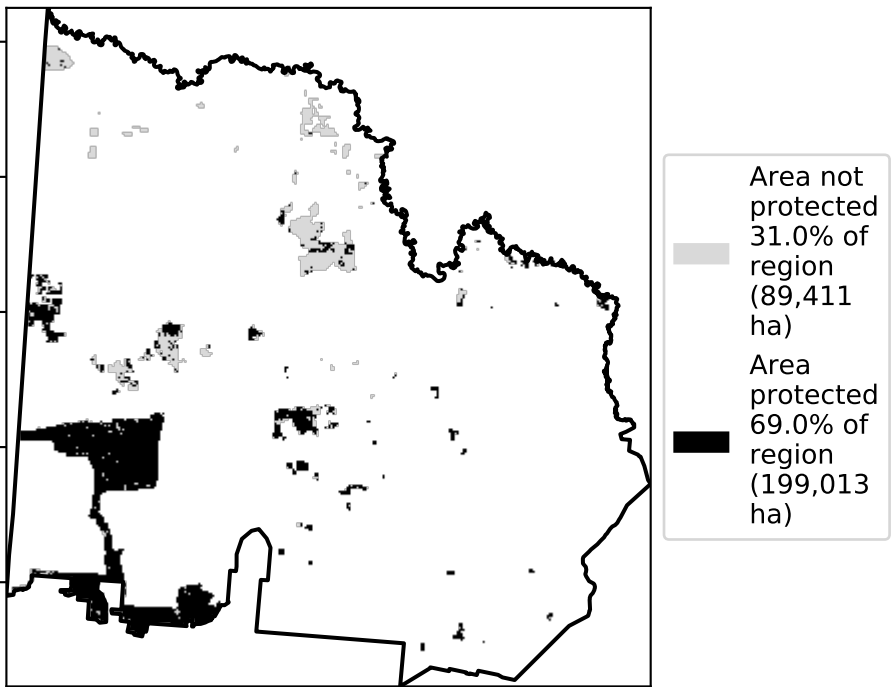 Area not
protected
31.0% of
region
(89,411
ha)
Area
protected
69.0% of
region
(199,013
ha)